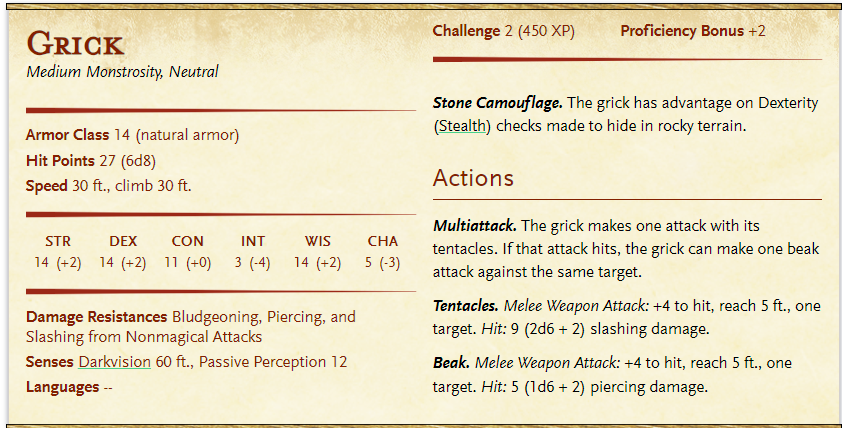 Grick
Medium Monstrosity, Neutral
Armor Class 14 (natural armor)
Hit Points 27 (6d8)
Speed 30 ft., climb 30 ft.
STR DEX CON INT WIS CHA
14 (+2) 14 (+2) 11 (+0) 3 (-4) 14 (+2) 5 (-3)
Damage Resistances Bludgeoning, Piercing, and
Slashing from Nonmagical Attacks
Senses Darkvision 60 ft., Passive Perception 12
Languages --
Challenge 2 (450 XP) Proficiency Bonus +2
Stone Camouflage. The grick has advantage on Dexterity
(Stealth) checks made to hide in rocky terrain.
Actions
Multiattack. The grick makes one attack with its
tentacles. If that attack hits, the grick can make one beak
attack against the same target.
Tentacles. Melee Weapon Attack: +4 to hit, reach 5 ft., one
target. Hit: 9 (2d6 + 2) slashing damage.
Beak. Melee Weapon Attack: +4 to hit, reach 5 ft., one
target. Hit: 5 (1d6 + 2) piercing damage.